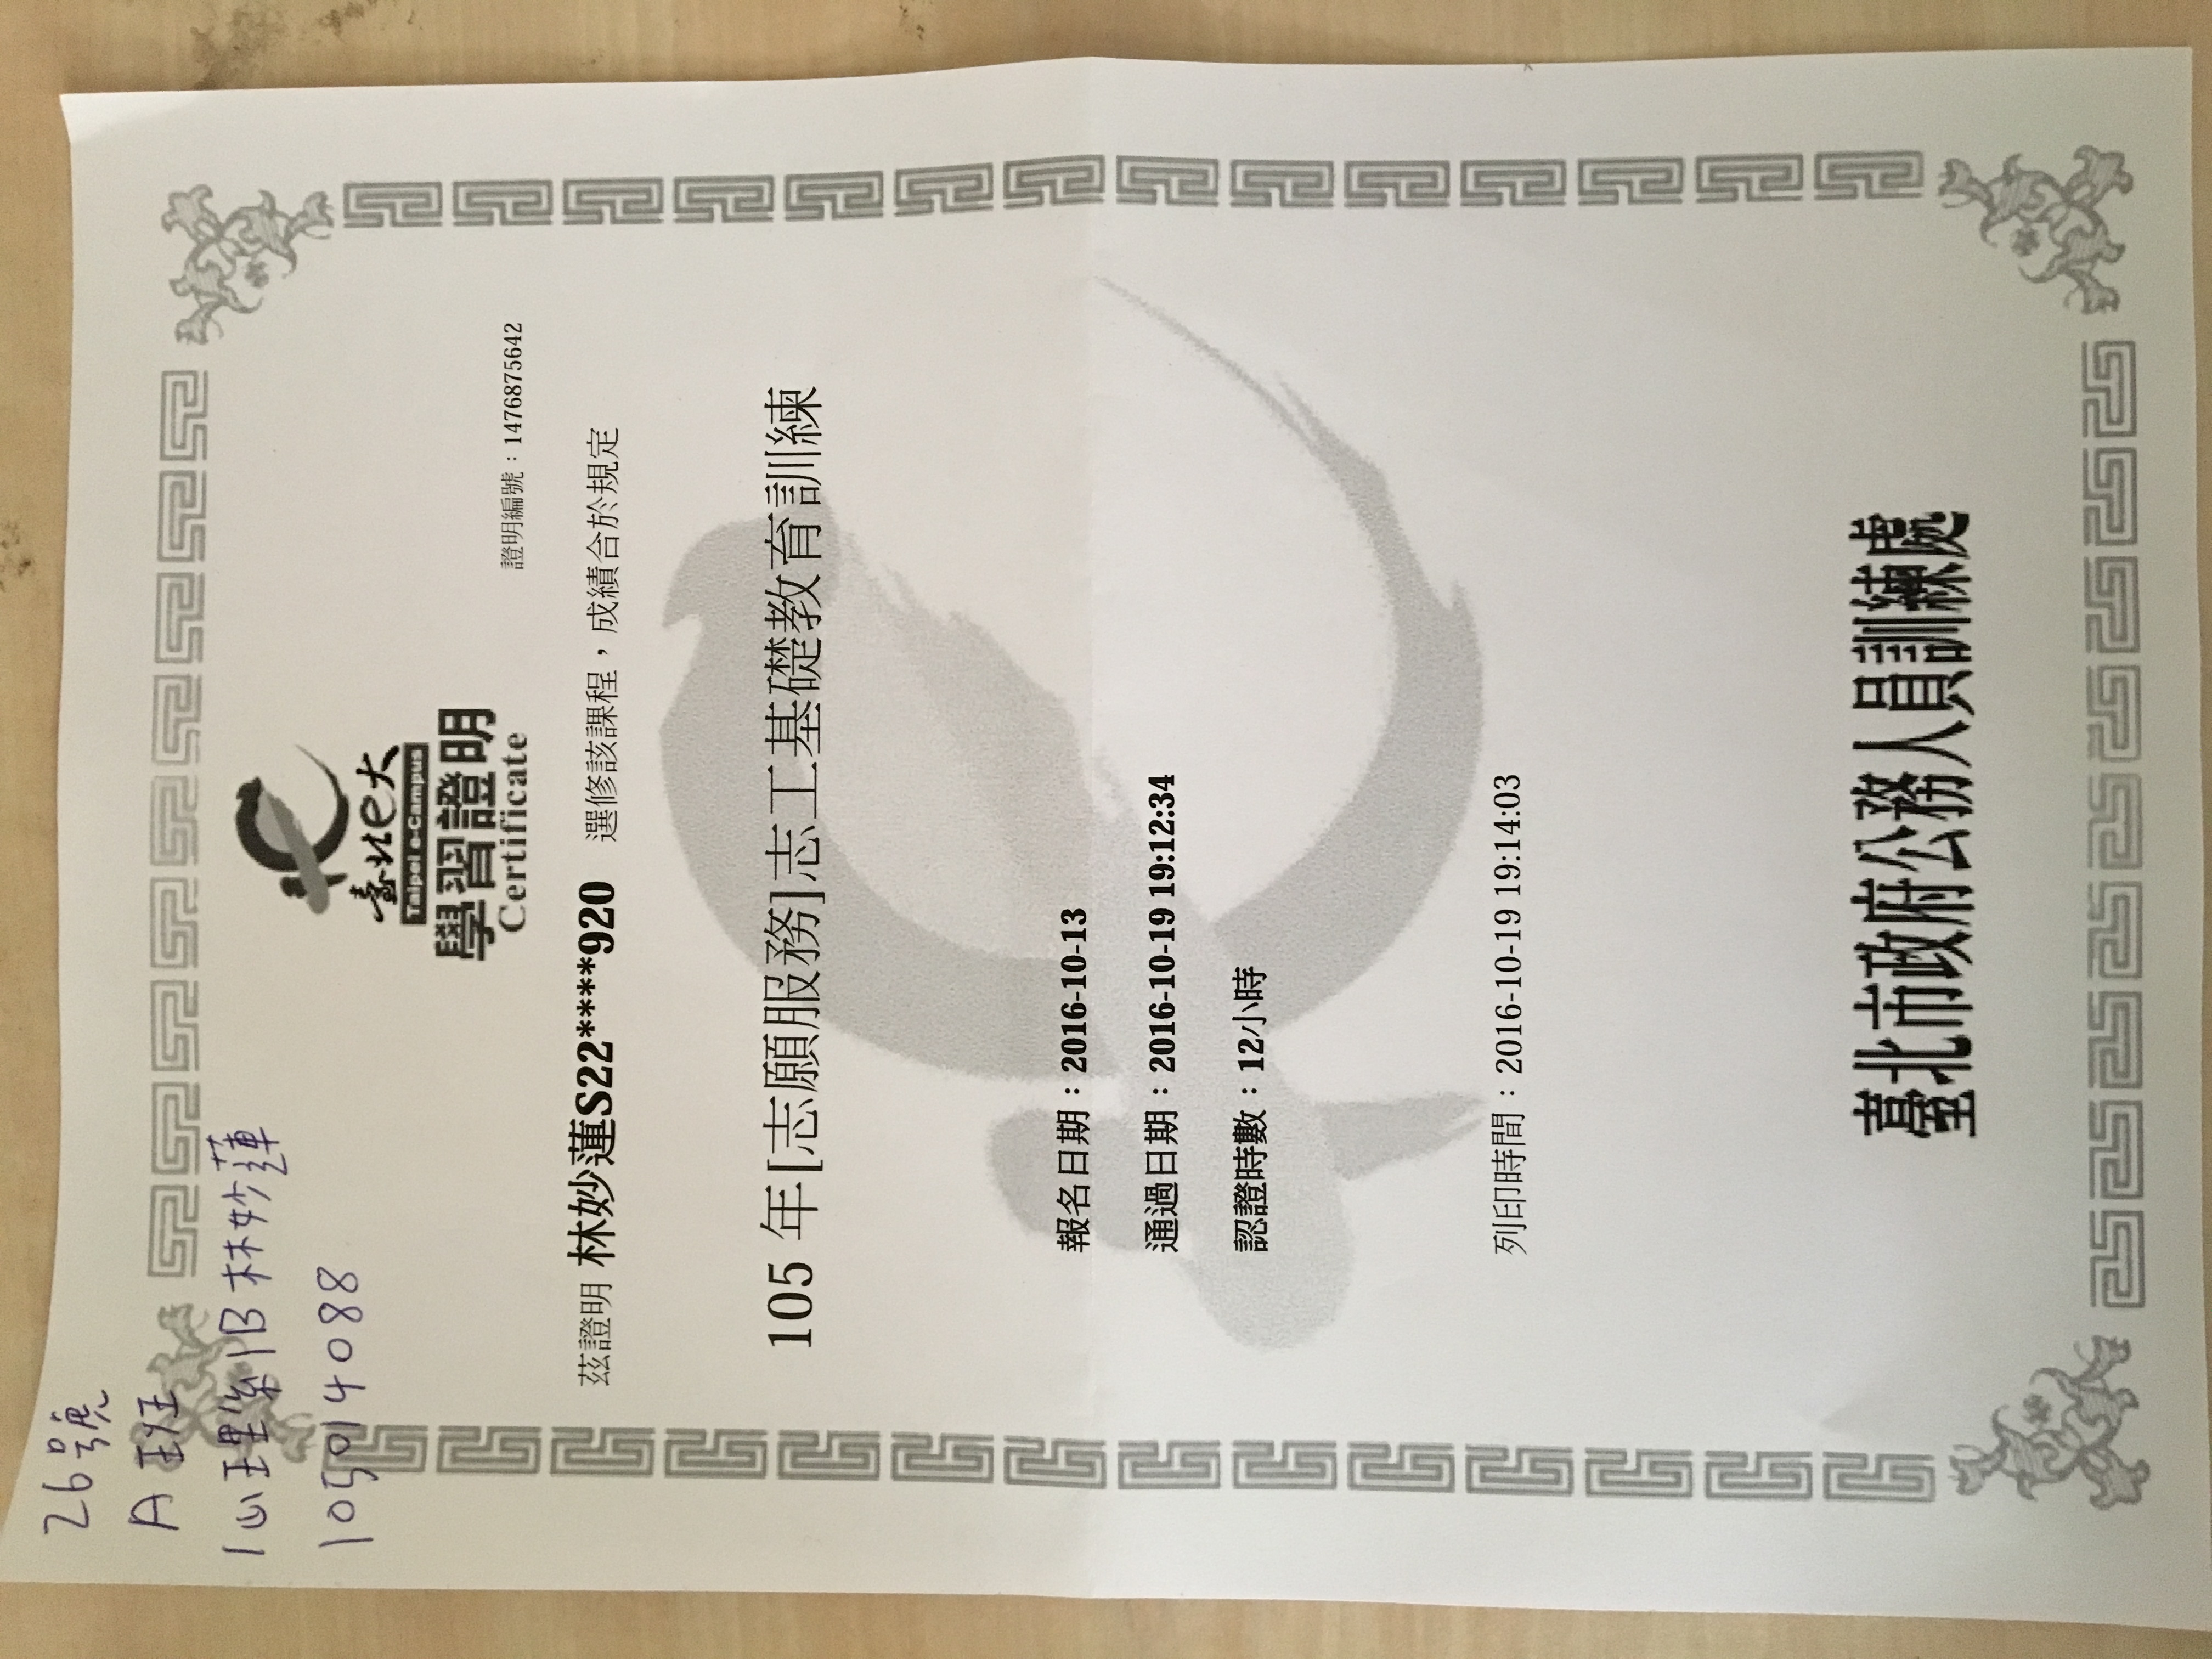 26號
A班
心理系1B 林妙蓮
105014088
臺北e大
Taipei e-Campus
學習證明
Certificate
證明編號：1476875642
茲證明 林妙蓮S22****920 選修該課程，成績合於規定
105 年[志願服務]志工基礎教育訓練
報名日期：2016-10-13
通過日期：2016-10-19 19:12:34
認證時數：12小時
列印時間：2016-10-19 19:14:03
臺北市政府公務人員訓練處